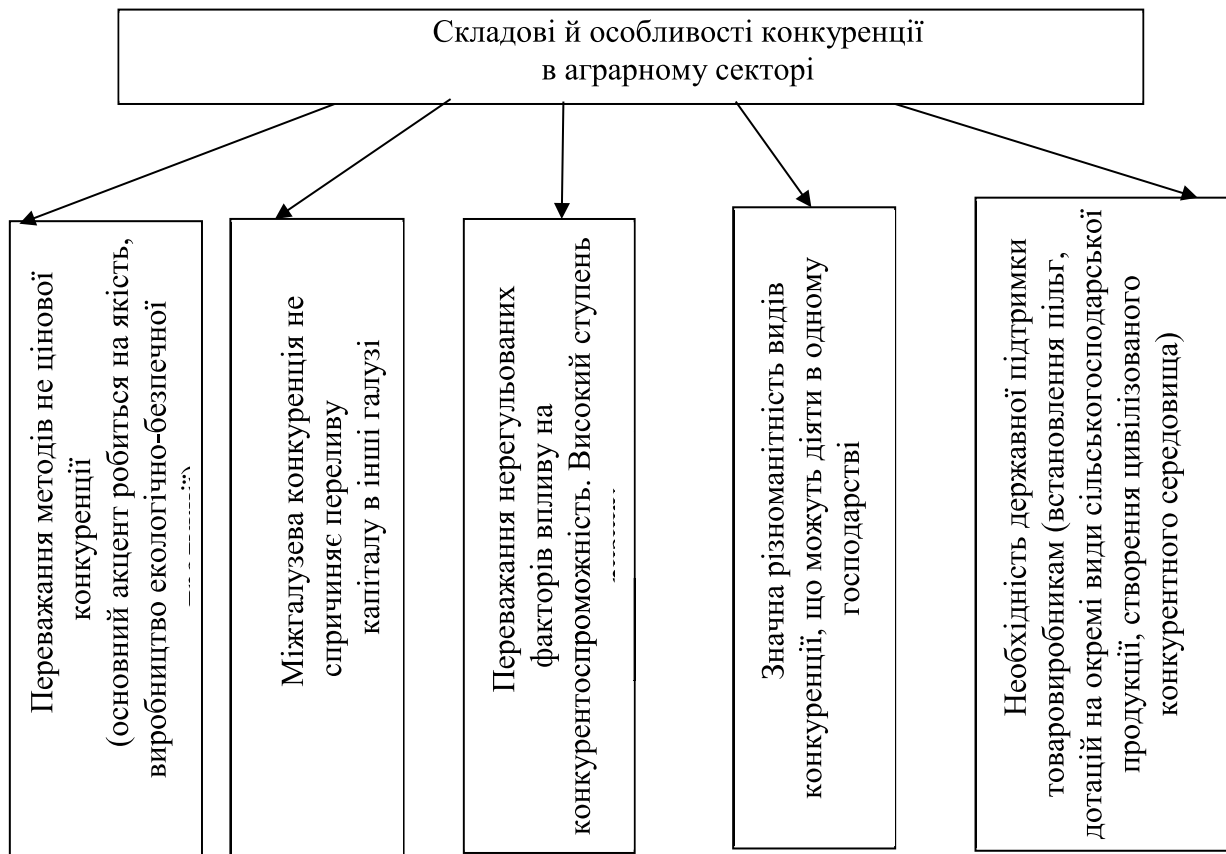 Складові й особливості конкуренції
в аграрному секторі
Переважання методів не цінової
конкуренції
(основний акцент робиться на якість,
виробництво екологічно-безпечної
Міжгалузева конкуренція не
спричиняє переливу
капіталу в інші галузі
Переважання нерегульованих
факторів впливу на
конкурентоспроможність. Високий ступень
Значна різноманітність видів
конкуренції, що можуть діяти в одному
господарстві
Необхідність державної підтримки
товаровиробникам (встановлення пільг,
дотацій на окремі види сільськогосподарської
продукції, створення цивілізованого
конкурентного середовища)